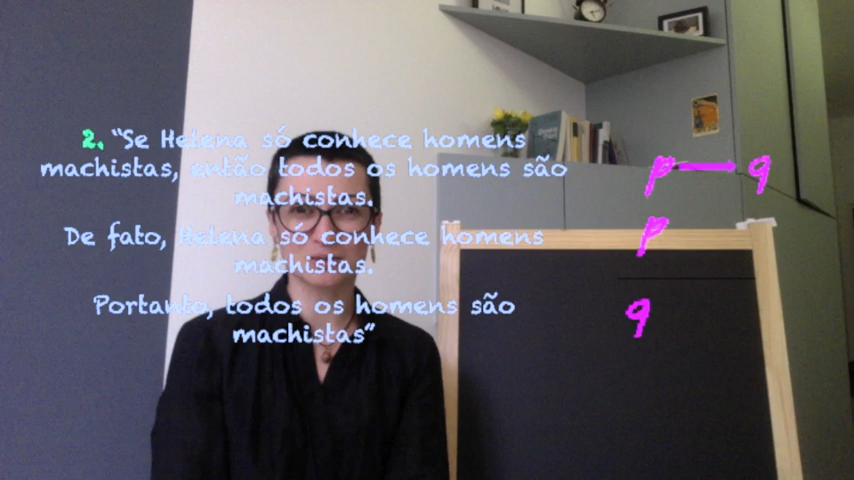 2. “Se Helena só conhece homens
machistas, então todos os homens são
machistas.
De fato, Helena só conhece homens
machistas.
Portanto, todos os homens são
machistas”
p → q
p
q